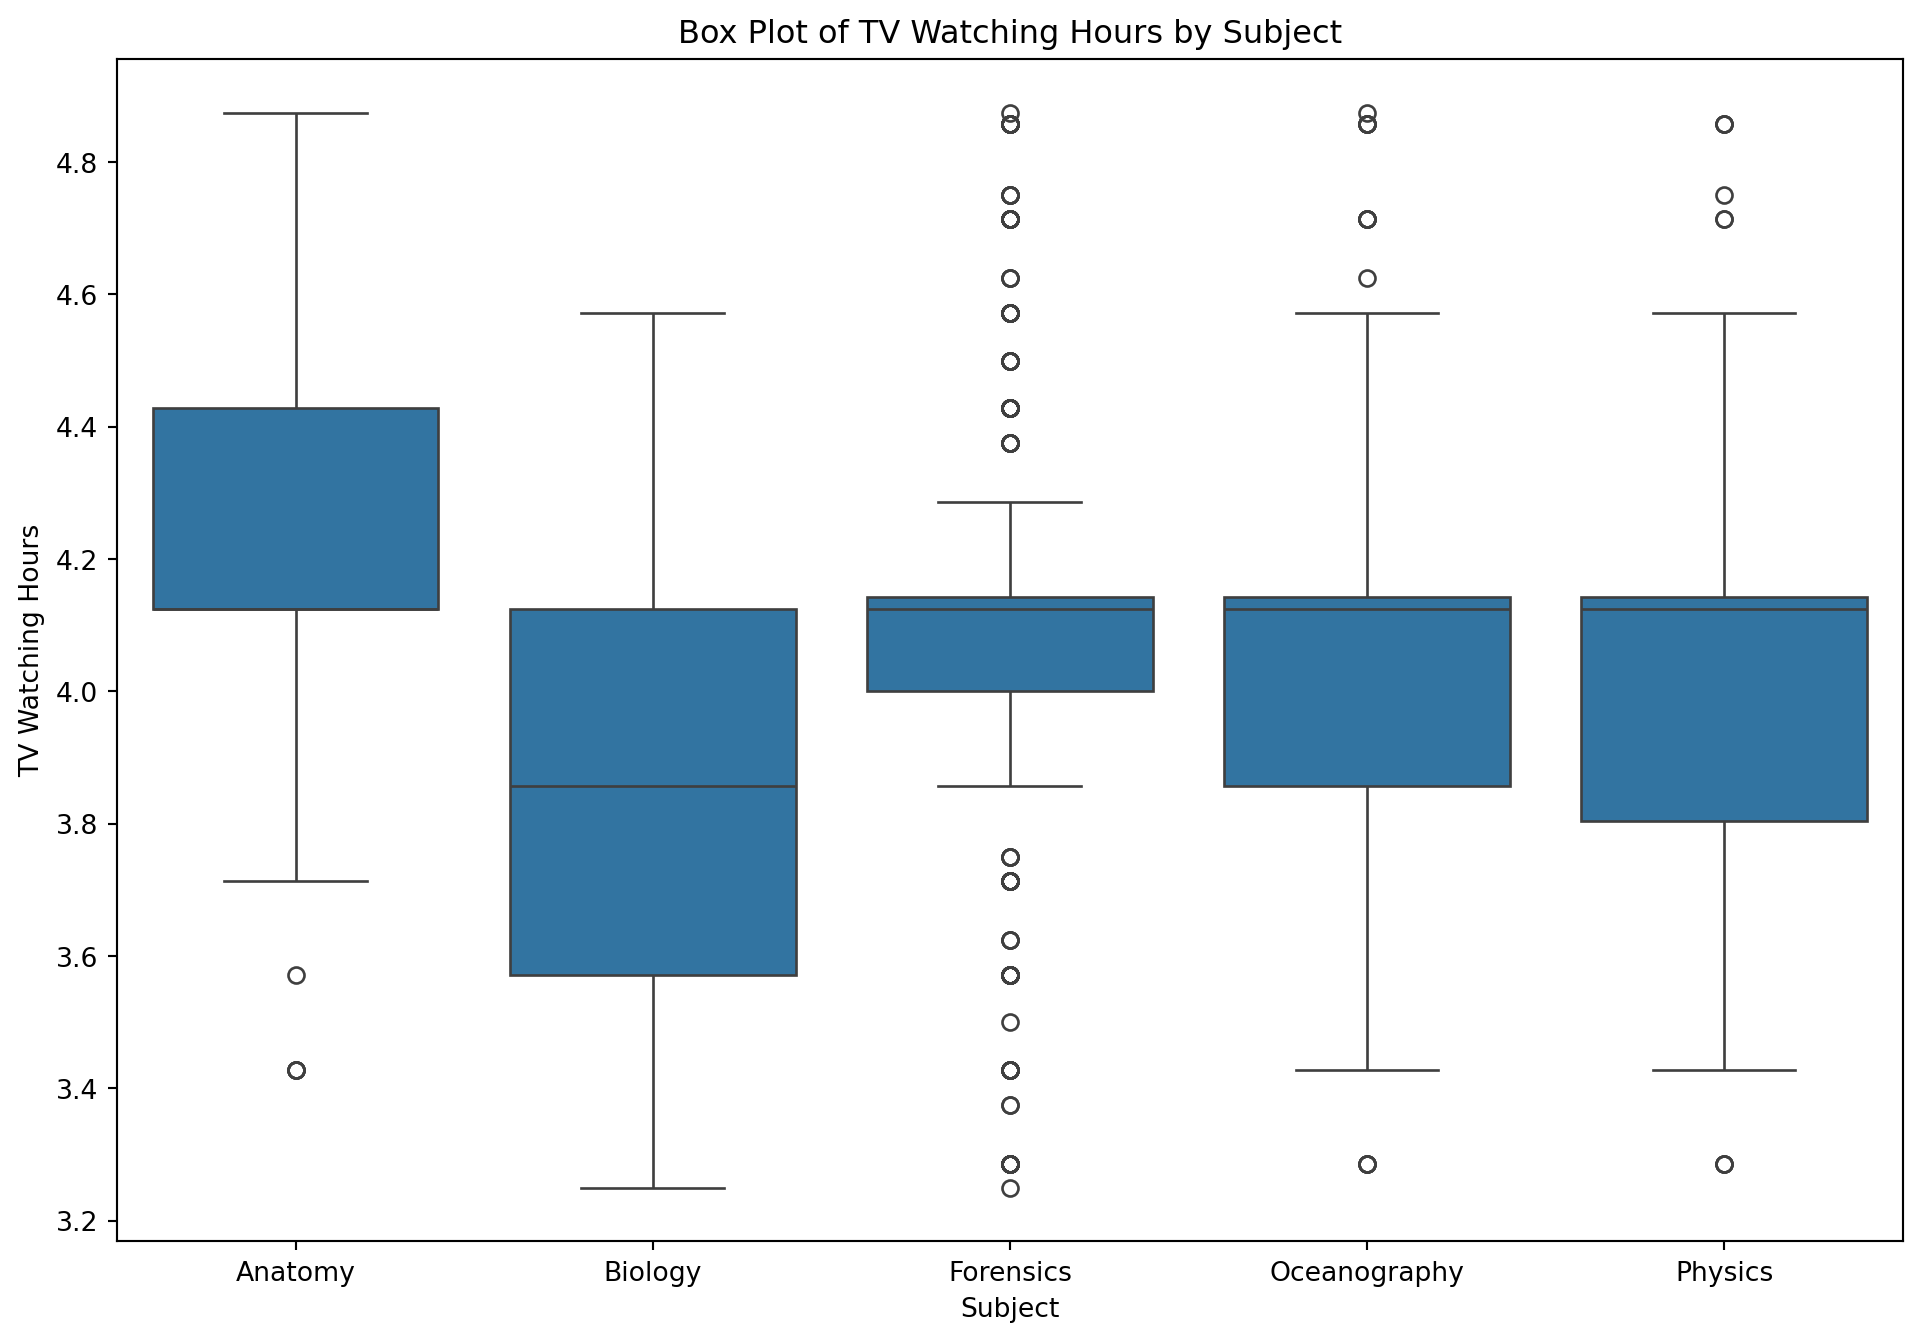 Box Plot of TV Watching Hours by Subject
TV Watching Hours
4.8
4.6
4.4
4.2
4.0
3.8
3.6
3.4
3.2
Anatomy Biology Forensics Oceanography Physics
Subject